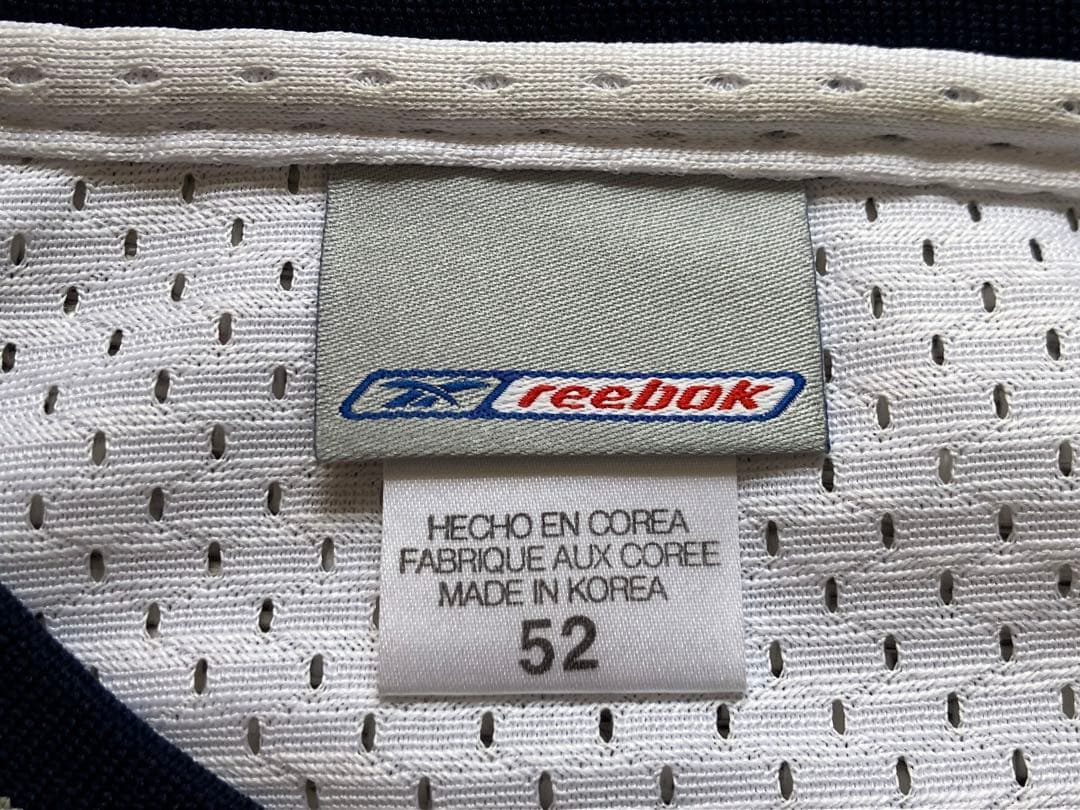 reebok
HECHO EN COREA
FABRIQUE AUX COREE
MADE IN KOREA
52